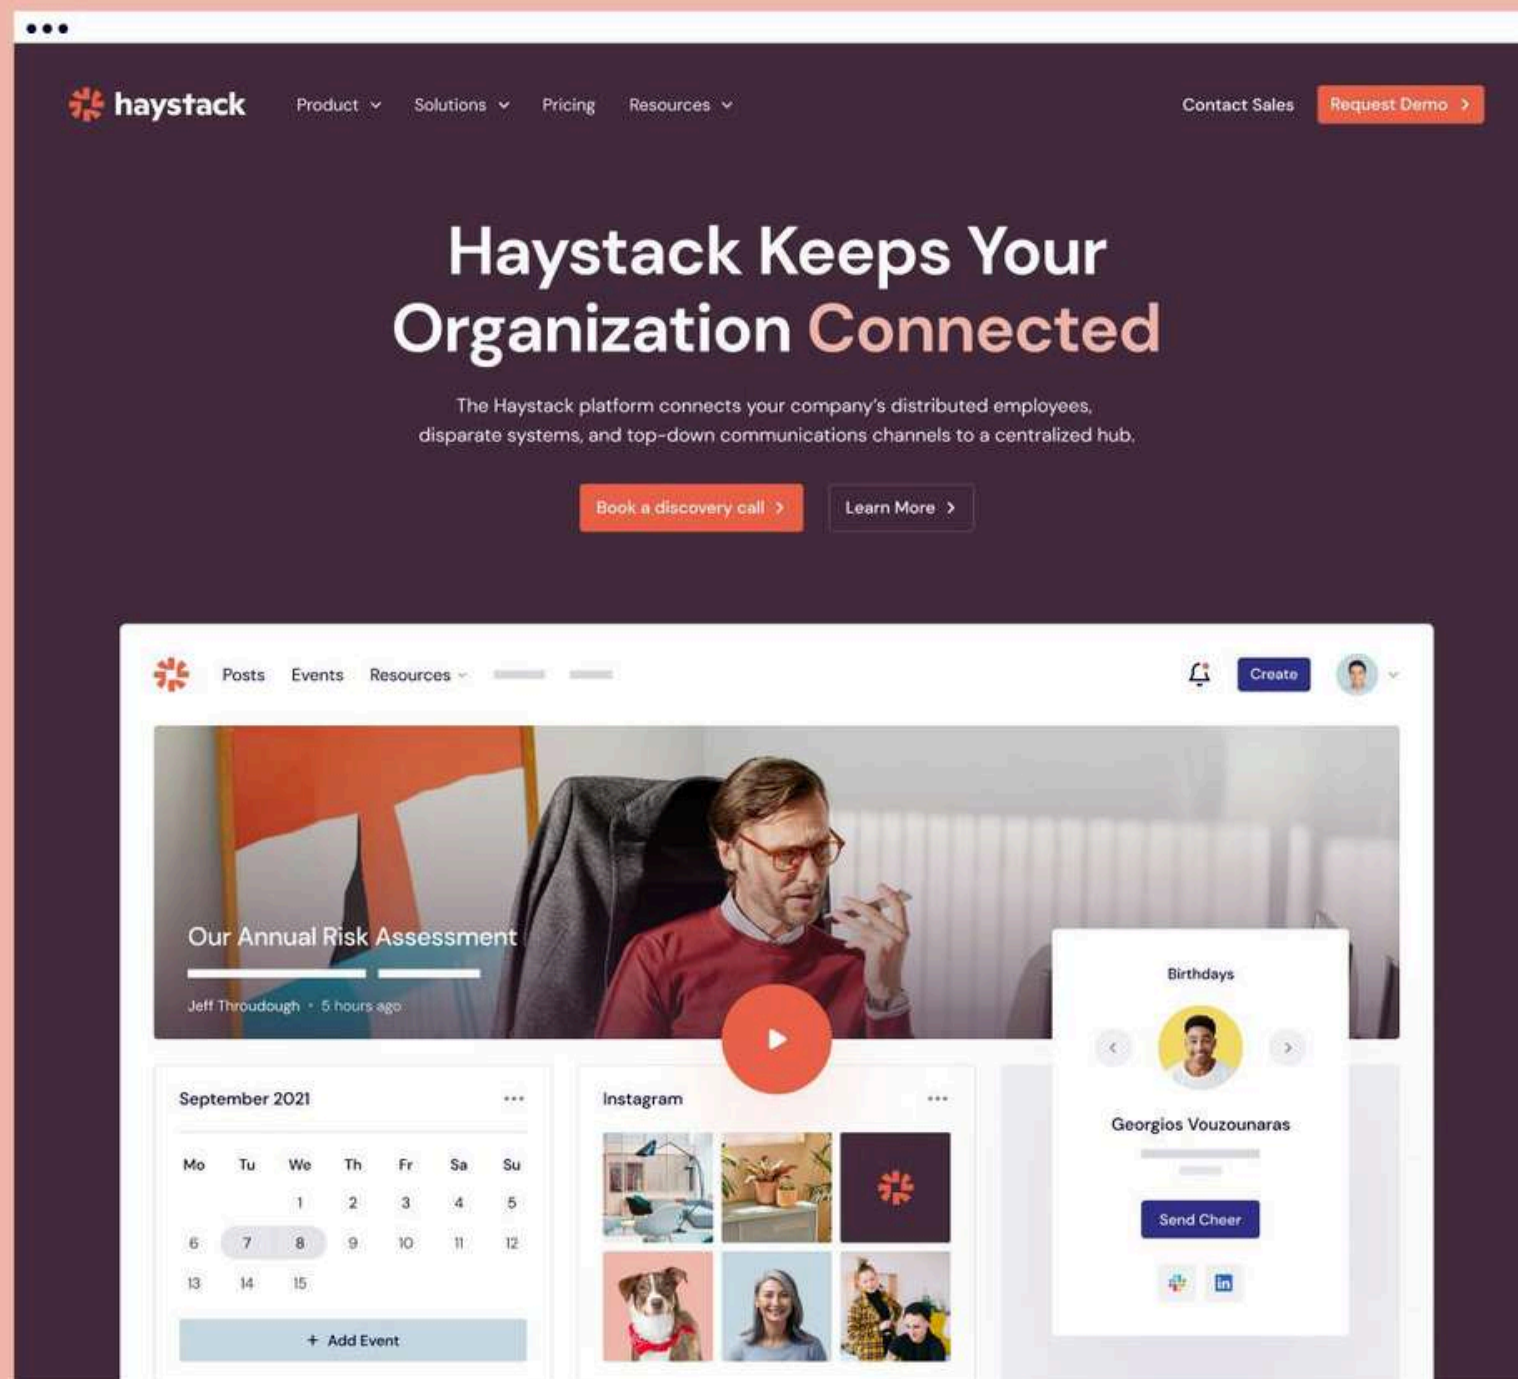 haystack
Product
Solutions
Pricing
Resources
Contact Sales
Request Demo
Haystack Keeps Your
Organization Connected
The Haystack platform connects your company's distributed employees,
disparate systems, and top-down communications channels to a centralized hub.
Book a discovery call
Learn More
Posts
Events
Resources
Create
Our Annual Risk Assessment
Jeff Throudough • 5 hours ago
September 2021
Mo Tu We Th Fr Sa Su
1 2 3 4 5
6 7 8 9 10 11 12
13 14 15
+ Add Event
Instagram
Birthdays
Georgios Vouzounaras
Send Cheer
in